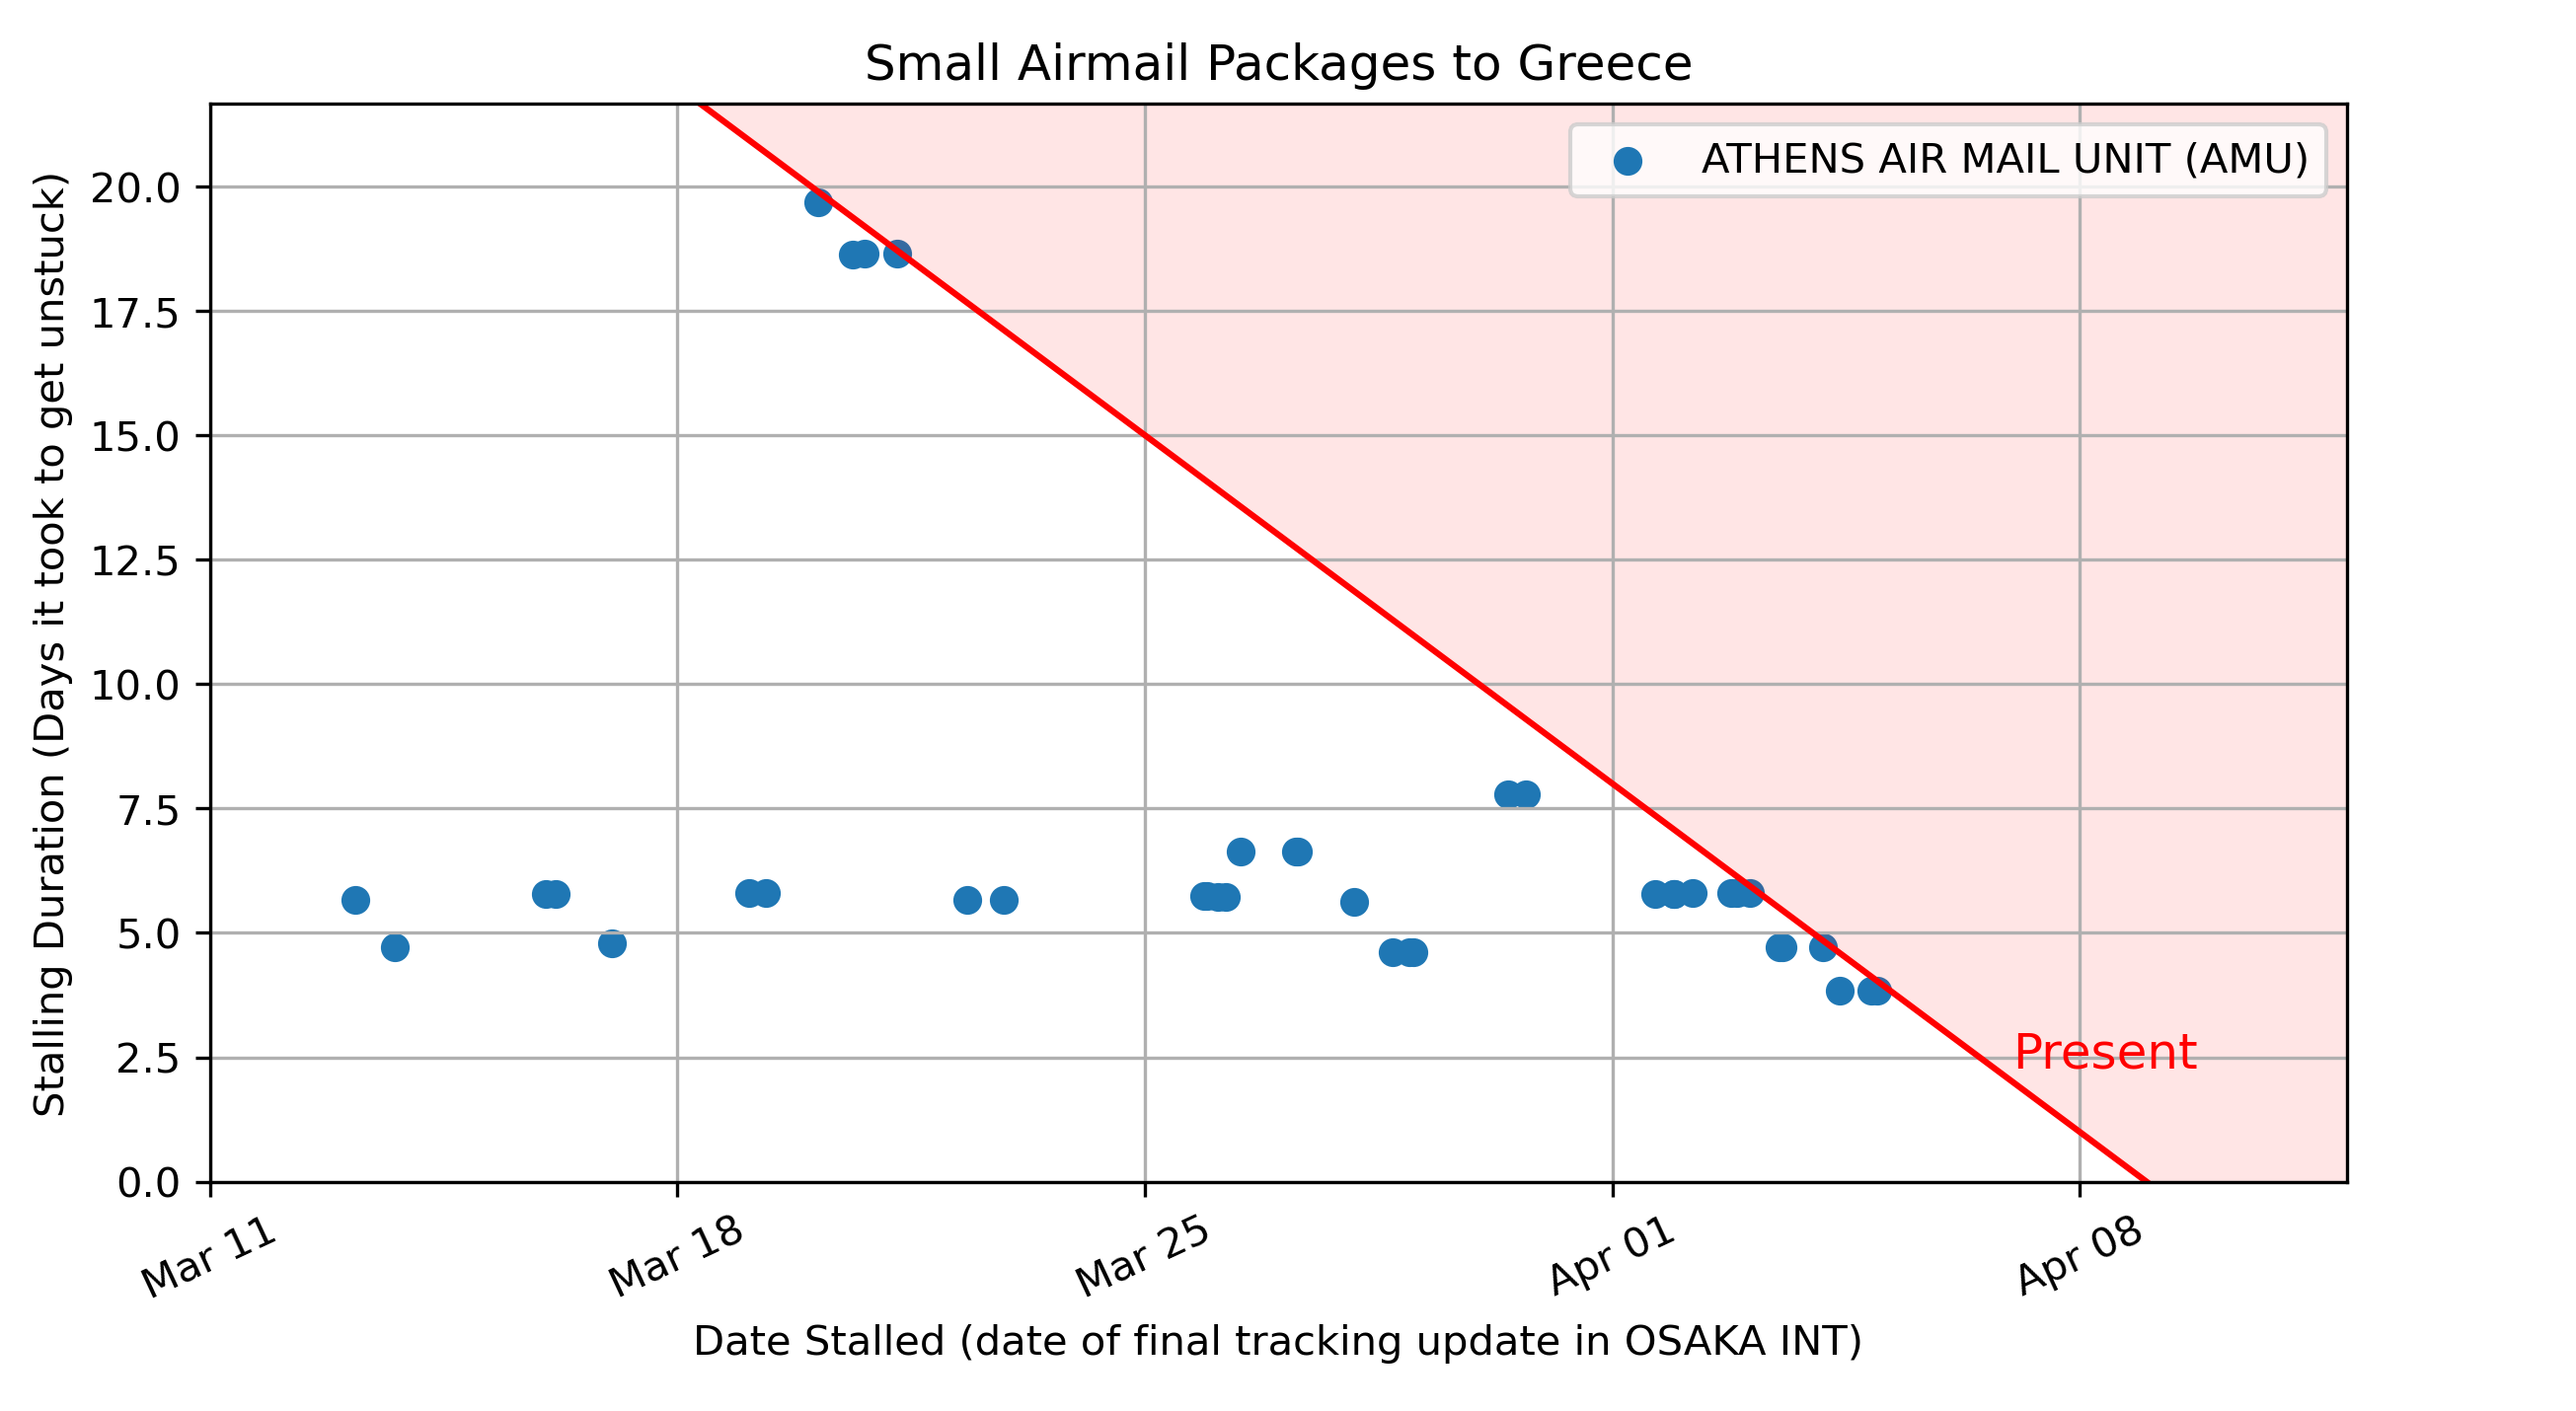 Small Airmail Packages to Greece
ATHENS AIR MAIL UNIT (AMU)
Stalling Duration (Days it took to get unstuck)
20.0
17.5
15.0
12.5
10.0
7.5
5.0
2.5
0.0
Present
Mar 11
Mar 18
Mar 25
Apr 01
Apr 08
Date Stalled (date of final tracking update in OSAKA INT)